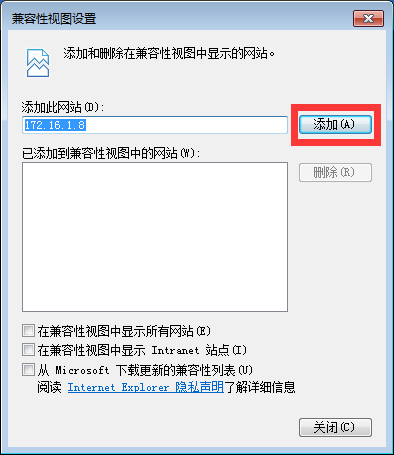 兼容性视图设置
添加和删除在兼容性视图中显示的网站。
添加此网站(D):
172.16.1.8
添加(A)
已添加到兼容性视图中的网站(W):
删除(R)
在兼容性视图中显示所有网站(E)
在兼容性视图中显示 Intranet 站点(I)
从 Microsoft 下载更新的兼容性列表(U)
阅读 Internet Explorer 隐私声明了解详细信息
关闭(C)